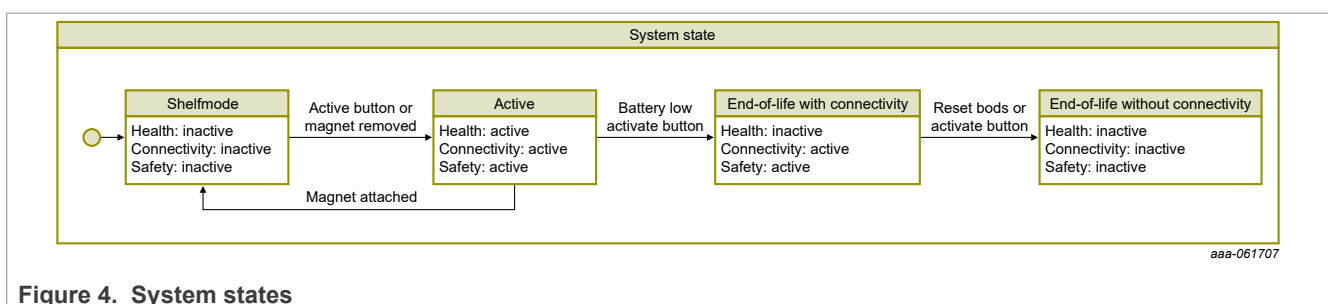 System state
Shelfmode
Health: inactive
Connectivity: inactive
Safety: inactive
Active button or
magnet removed
Active
Health: active
Connectivity: active
Safety: active
Magnet attached
Battery low
activate button
End-of-life with connectivity
Health: inactive
Connectivity: active
Safety: active
Reset bods or
activate button
End-of-life without connectivity
Health: inactive
Connectivity: inactive
Safety: inactive
aaa-061707
Figure 4. System states